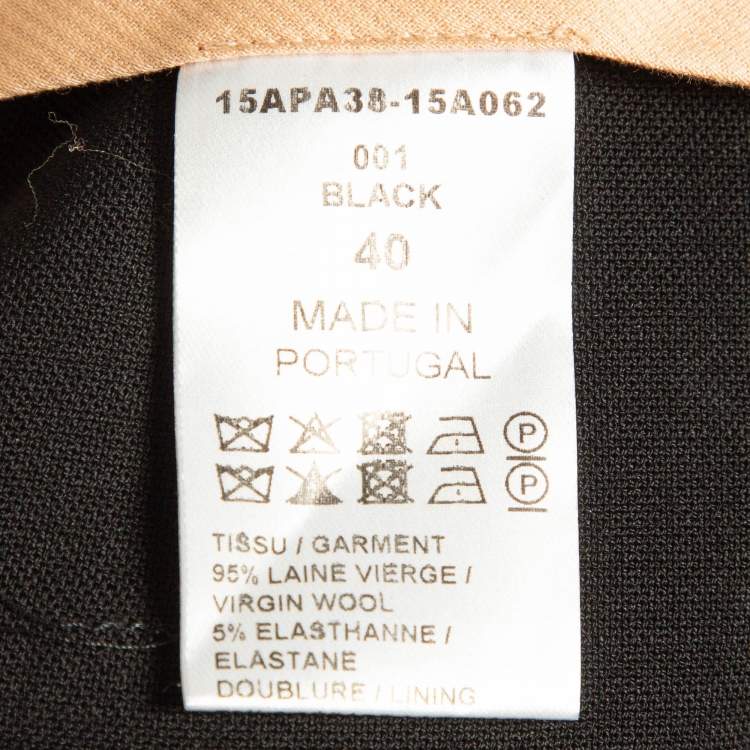 15APA38-15A062
001
BLACK
40
MADE IN
PORTUGAL
P
P
TISSU / GARMENT
95% LAINE VIERGE /
VIRGIN WOOL
5% ELASTHANNE /
ELASTANE
DOUBLURE / LINING